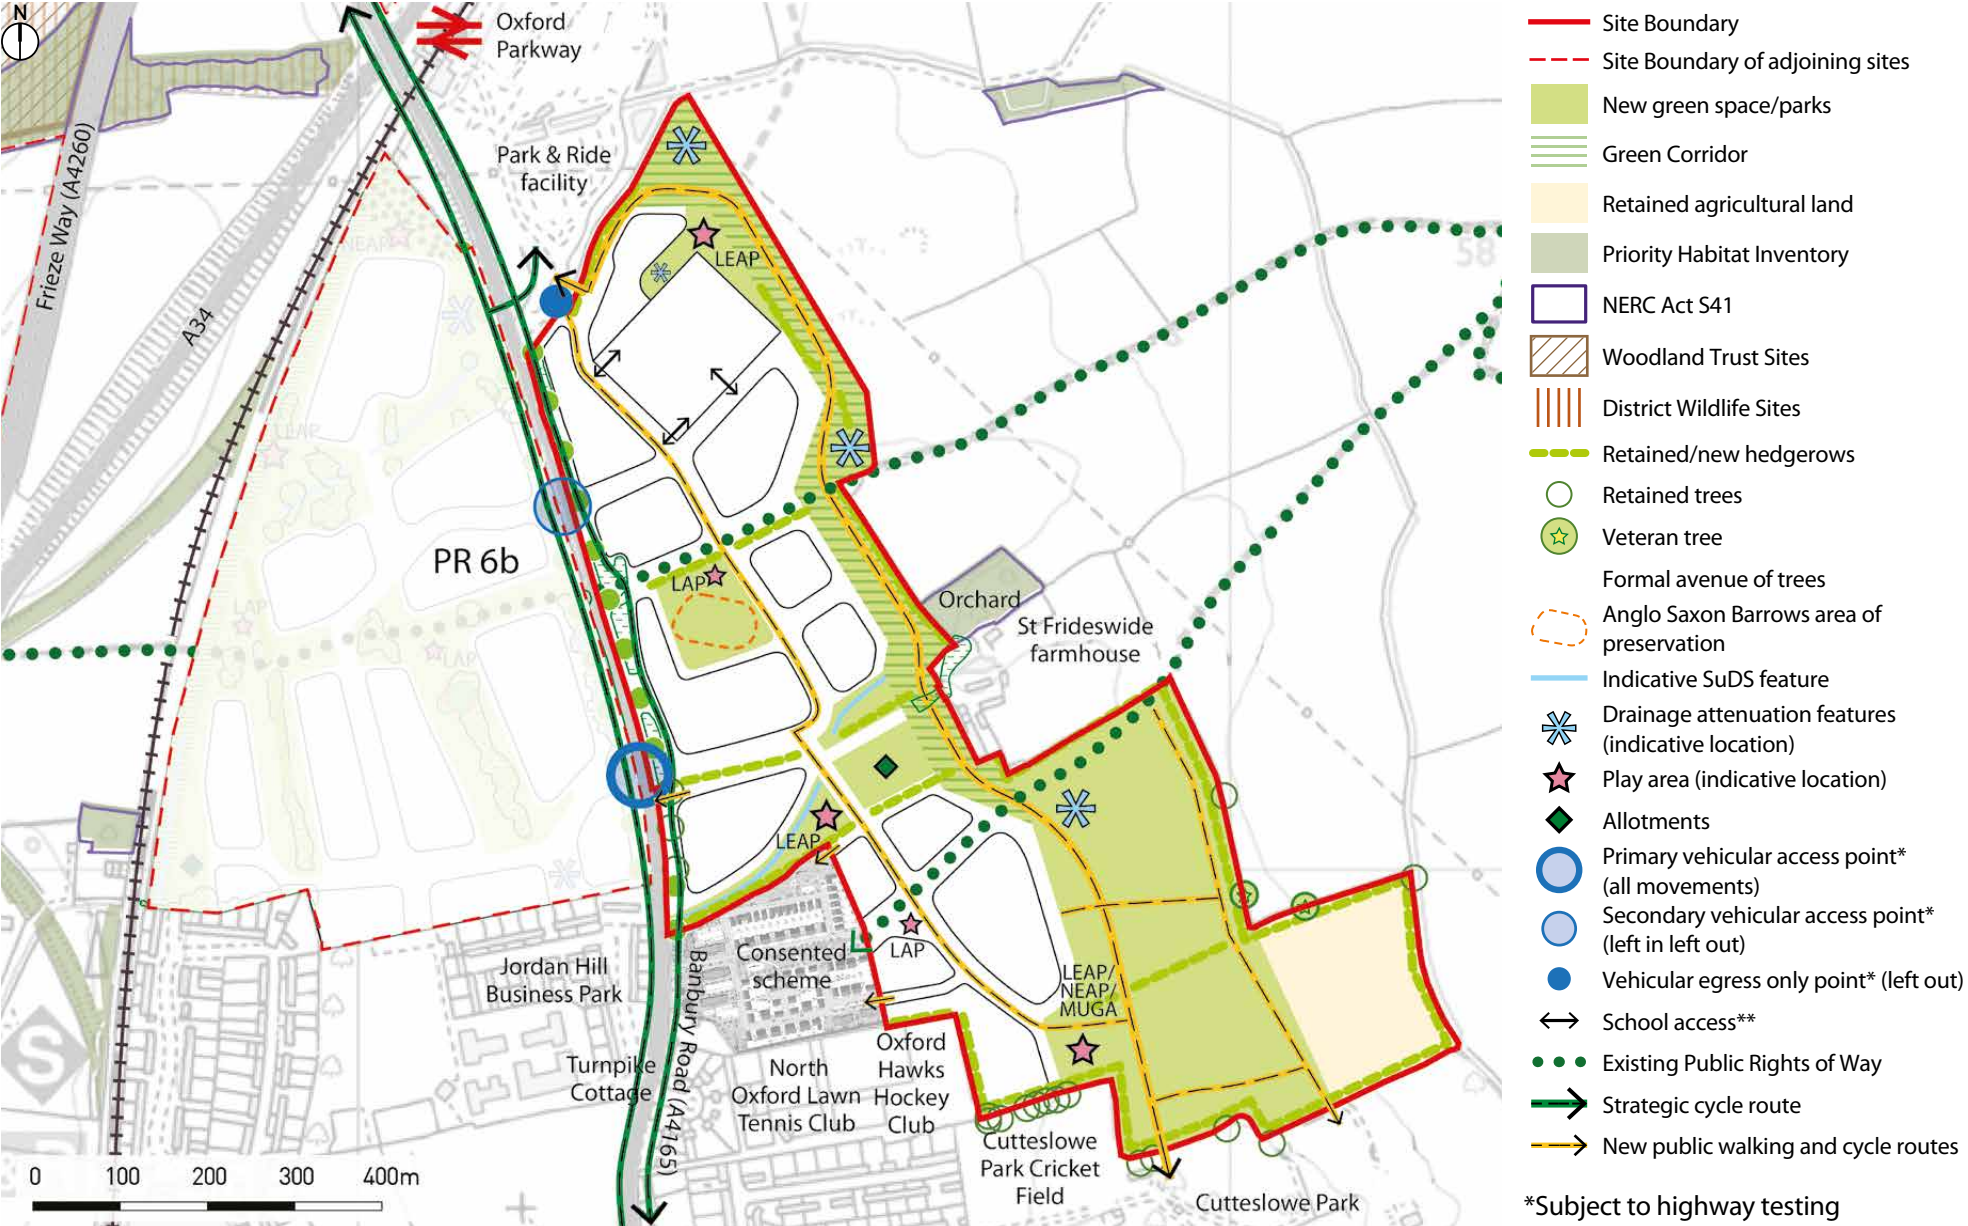 N
Oxford
Parkway
Frieze Way (A4260)
A34
Park & Ride
facility
NEAP
LEAP
LEAP
58
PR 6b
LAP
LAP
LAP
Orchard
St Frideswide
farmhouse
LEAP
Consented
scheme
LAP
LEAP/
NEAP/
MUGA
Jordan Hill
Business Park
Banbury Road (A4165)
Turnpike
Cottage
North
Oxford Lawn
Tennis Club
Oxford
Hawks
Hockey
Club
Cutteslowe
Park Cricket
Field
Cutteslowe Park
S
0 100 200 300 400m
Site Boundary
Site Boundary of adjoining sites
New green space/parks
Green Corridor
Retained agricultural land
Priority Habitat Inventory
NERC Act S41
Woodland Trust Sites
District Wildlife Sites
Retained/new hedgerows
Retained trees
Veteran tree
Formal avenue of trees
Anglo Saxon Barrows area of
preservation
Indicative SuDS feature
Drainage attenuation features
(indicative location)
Play area (indicative location)
Allotments
Primary vehicular access point*
(all movements)
Secondary vehicular access point*
(left in left out)
Vehicular egress only point* (left out)
School access**
Existing Public Rights of Way
Strategic cycle route
New public walking and cycle routes
*Subject to highway testing